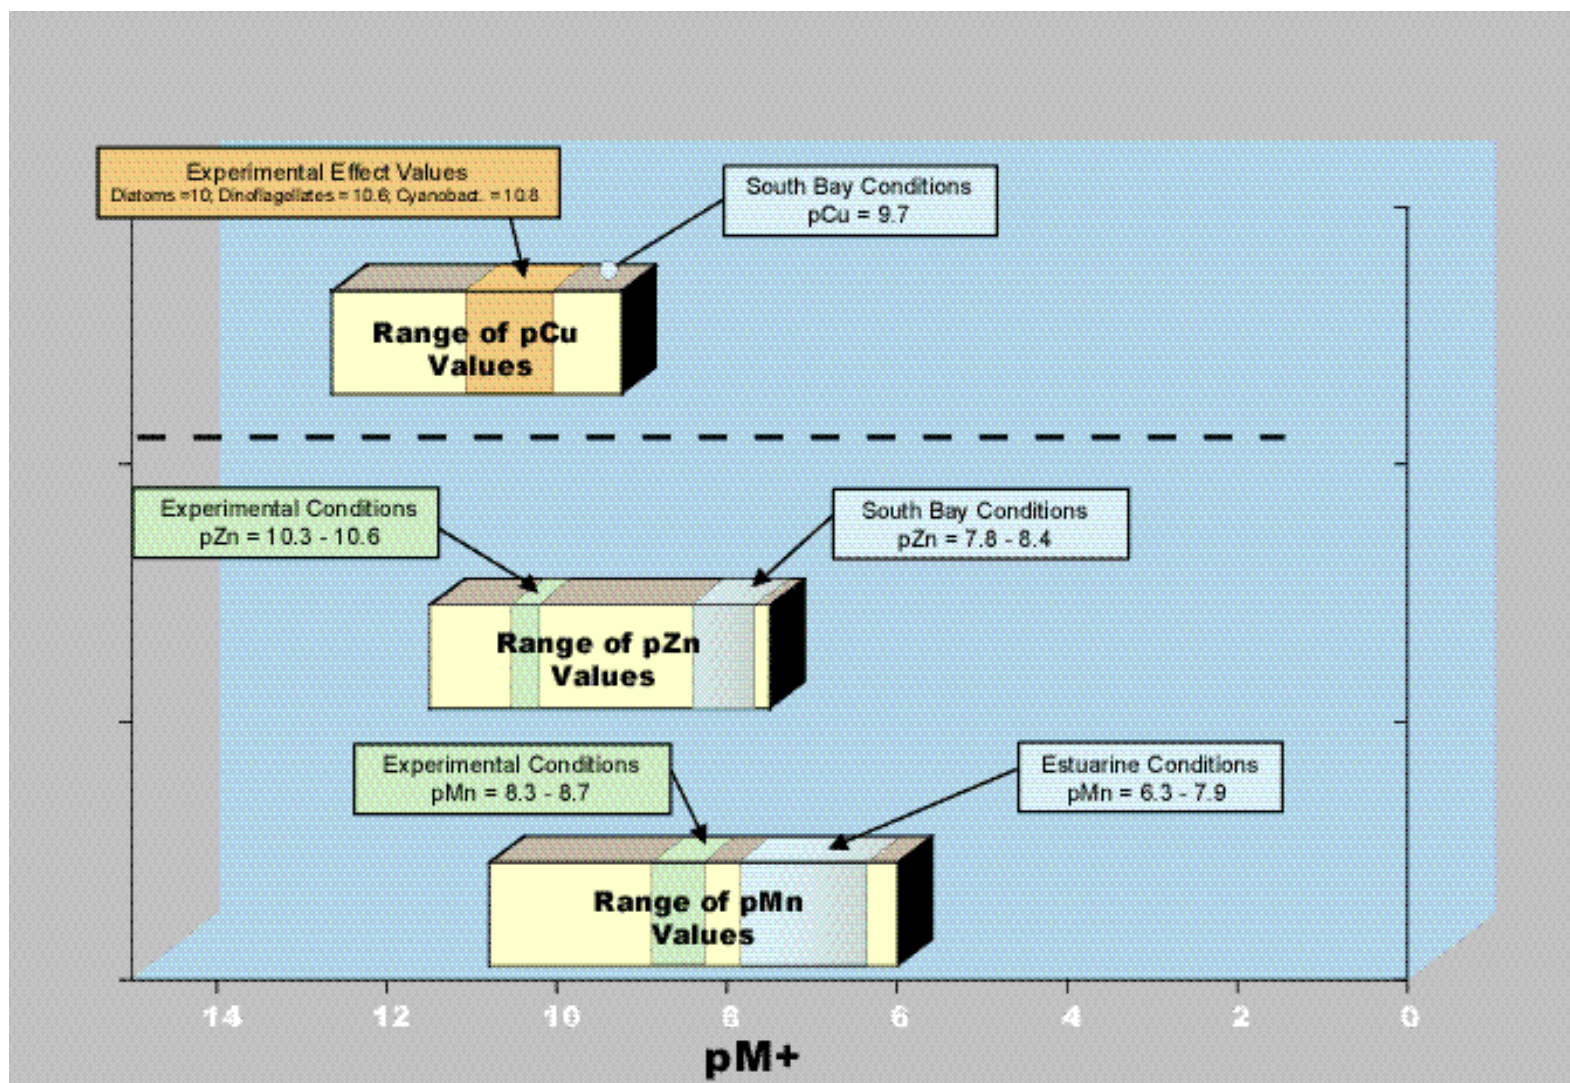 Experimental Effect Values
Diatoms =10; Dinoflagellates = 10.6; Cyanobact. = 10.8
South Bay Conditions
pCu = 9.7
Range of pCu
Values
Experimental Conditions
pZn = 10.3 - 10.6
South Bay Conditions
pZn = 7.8 - 8.4
Range of pZn
Values
Experimental Conditions
pMn = 8.3 - 8.7
Estuarine Conditions
pMn = 6.3 - 7.9
Range of pMn
Values
14 12 10 8 6 4 2 0
pM+